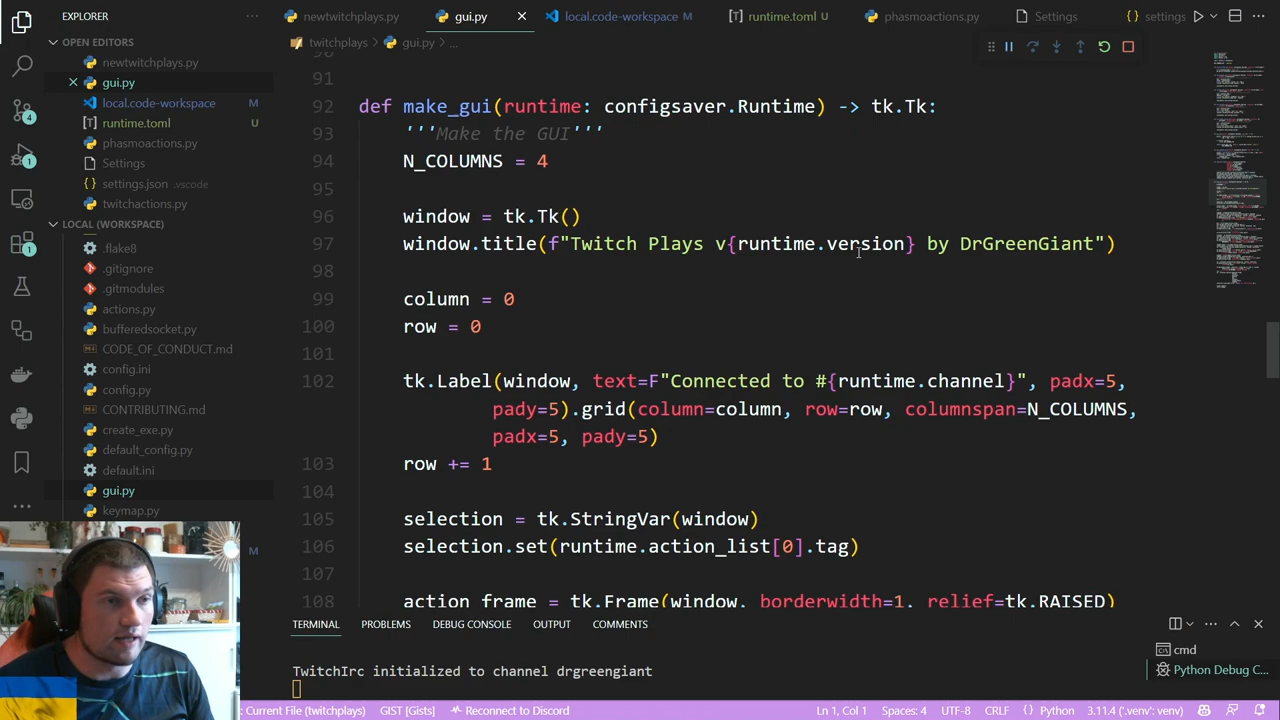 EXPLORER
newtwitchplays.py
gui.py
local.code-workspace
M
runtime.toml
U
phasmoactions.py
Settings
settings
OPEN EDITORS
newtwitchplays.py
gui.py
local.code-workspace M
runtime.toml U
phasmoactions.py
Settings
settings.json .vscode
twitchactions.py
LOCAL (WORKSPACE)
.flake8
.gitignore
.gitmodules
actions.py
bufferedsocket.py
CODE_OF_CONDUCT.md
config.ini
config.py
CONTRIBUTING.md
create_exe.py
default_config.py
default.ini
gui.py
keymap.py
M
4
1
twitchplays > gui.py > ...
91
92 def make_gui(runtime: configsaver.Runtime) -> tk.Tk:
93 '''Make the GUI'''
94 N_COLUMNS = 4
95
96 window = tk.Tk()
97 window.title(f"Twitch Plays v{runtime.version} by DrGreenGiant")
98
99 column = 0
100 row = 0
101
102 tk.Label(window, text=F"Connected to #{runtime.channel}", padx=5,
pady=5).grid(column=column, row=row, columnspan=N_COLUMNS,
padx=5, pady=5)
103 row += 1
104
105 selection = tk.StringVar(window)
106 selection.set(runtime.action_list[0].tag)
107
108 action_frame = tk.Frame(window, borderwidth=1, relief=tk.RAISED)
TERMINAL PROBLEMS DEBUG CONSOLE OUTPUT COMMENTS
TwitchIrc initialized to channel drgreengiant
cmd
Python Debug C...
Current File (twitchplays) GIST [Gists] Reconnect to Discord Ln 1, Col 1 Spaces: 4 UTF-8 CRLF { } Python 3.11.4 ('.venv': venv)